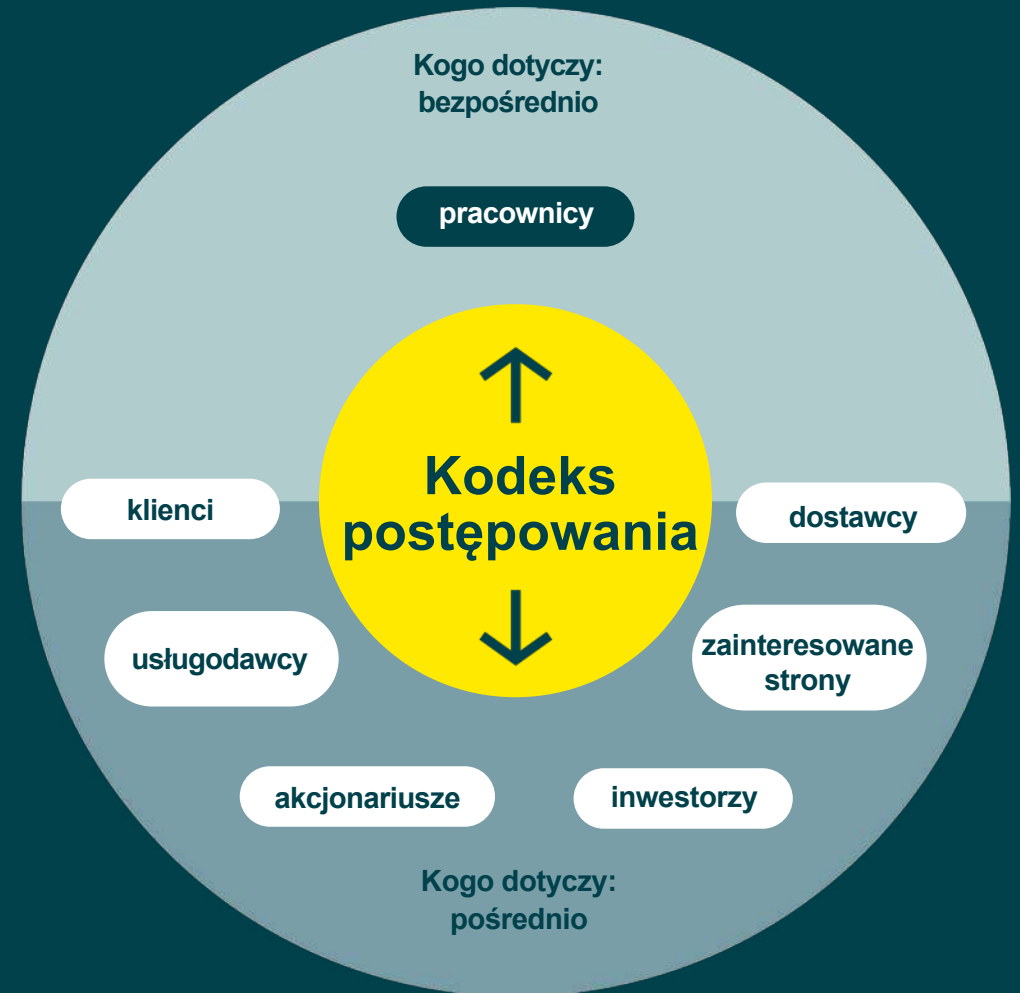 Kogo dotyczy:
bezpośrednio
pracownicy
Kodeks
postępowania
klienci
dostawcy
usługodawcy
zainteresowane
strony
akcjonariusze
inwestorzy
Kogo dotyczy:
pośrednio